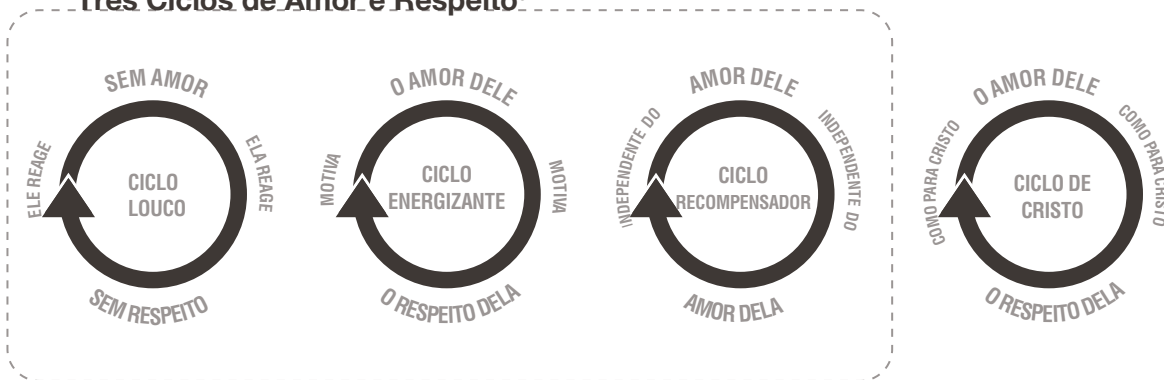 Três Ciclos de Amor e Respeito
SEM AMOR
ELA REAGE
SEM RESPEITO
ELE REAGE
CICLO
LOUCO
O AMOR DELE
MOTIVA
O RESPEITO DELA
MOTIVA
CICLO
ENERGIZANTE
AMOR DELE
INDEPENDENTE DO
AMOR DELA
INDEPENDENTE DO
CICLO
RECOMPENSADOR
O AMOR DELE
COMO PARA CRISTO
O RESPEITO DELA
COMO PARA CRISTO
CICLO DE
CRISTO